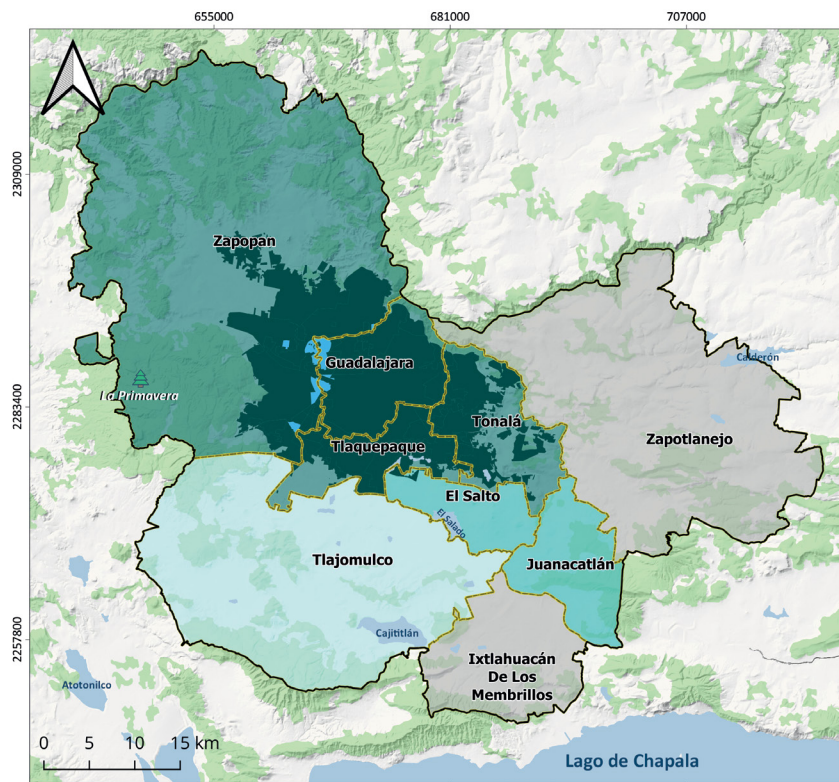 655000
681000
707000
2309000
2283400
2257800
Zapopan
Guadalajara
Calderón
La Primavera
Tonalá
Zapotlanejo
Tlaquepaque
El Salto
El Salado
Tlajomulco
Juanacatlán
Cajititlán
Ixtlahuacán
De Los
Membrillos
Atotonilco
0 5 10 15 km
Lago de Chapala